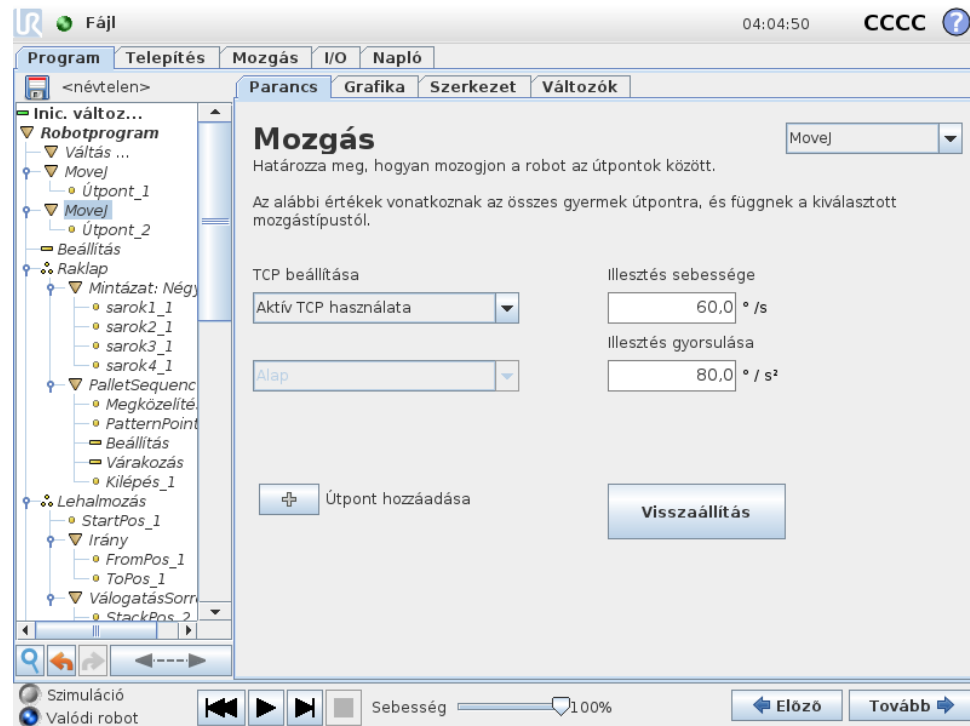 Fájl
04:04:50
CCCC
?
Program Telepítés Mozgás I/O Napló
<névtelen>
Parancs Grafika Szerkezet Változók
Inic. változ...
Robotprogram
Váltás ...
MoveJ
Útpont_1
MoveJ
Útpont_2
Beállítás
Raklap
Mintázat: Négy
sarok1_1
sarok2_1
sarok3_1
sarok4_1
PalletSequenc
Megközelíté
PatternPoint
Beállítás
Várakozás
Kilépés_1
Lehalmozás
StartPos_1
Irány
FromPos_1
ToPos_1
VálogatásSorr
StackPos_2
Mozgás
MoveJ
Határozza meg, hogyan mozogjon a robot az útpontok között.
Az alábbi értékek vonatkoznak az összes gyermek útpontra, és függnek a kiválasztott
mozgástípustól.
TCP beállítása
Illesztés sebessége
Aktív TCP használata
60,0 ° /s
Illesztés gyorsulása
Alap
80,0 ° / s²
Útpont hozzáadása
Visszaállítás
Szimuláció
Valódi robot
Sebesség
100%
Előző
Tovább